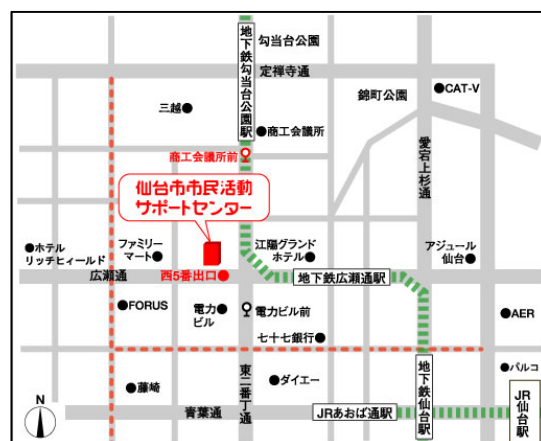 勾当台公園
地下鉄勾当台公園駅
定禅寺通
三越
錦町公園
CAT-V
商工会議所
商工会議所前
愛宕上杉通
仙台市市民活動
サポートセンター
ホテル
リッチヒィールド
ファミリー
マート
江陽グランド
ホテル
アジュール
仙台
広瀬通
西5番出口
地下鉄広瀬通駅
FORUS
電力
ビル
電力ビル前
AER
七十七銀行
パルコ
N
藤崎
東二番丁通
ダイエー
地下鉄仙台駅
JR
仙台駅
青葉通
JRあおば通駅